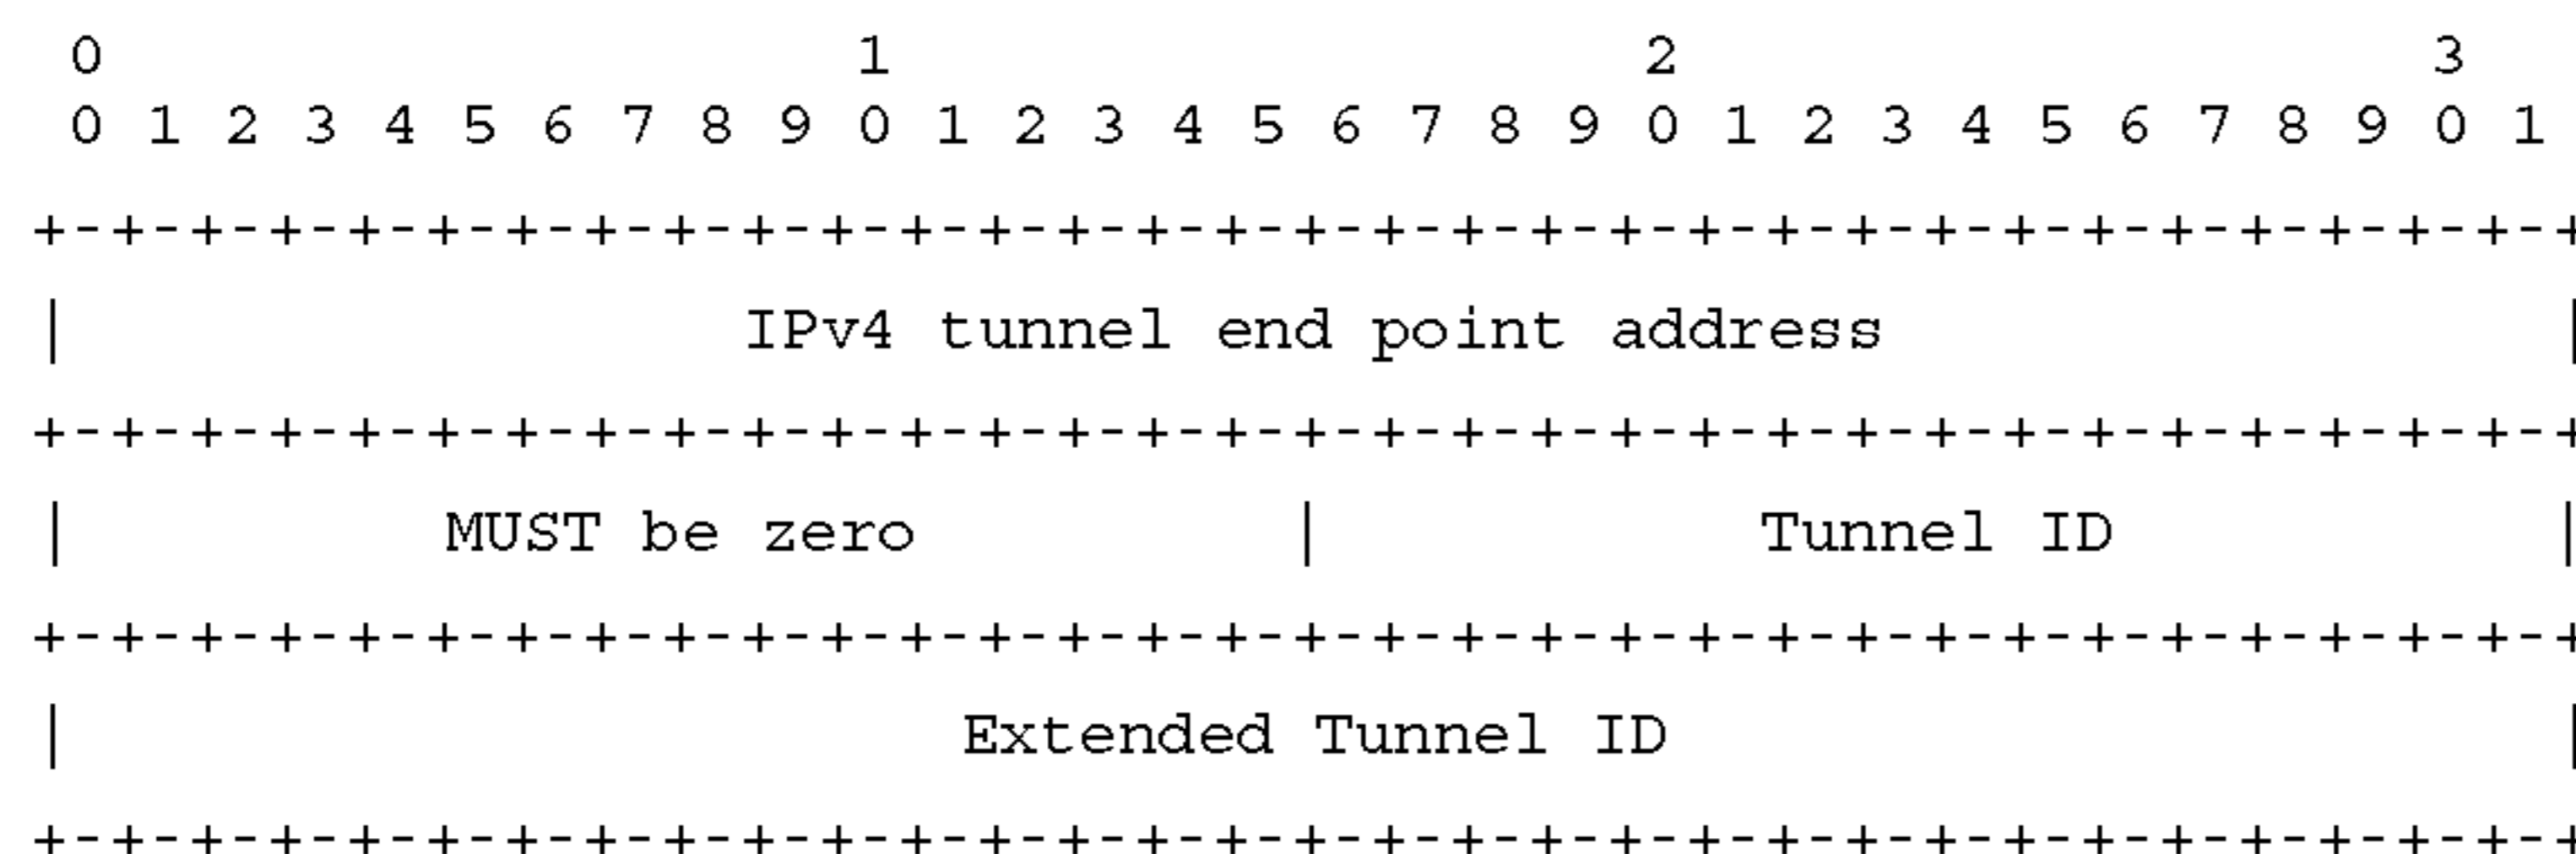 0 1 2 3
0 1 2 3 4 5 6 7 8 9 0 1 2 3 4 5 6 7 8 9 0 1 2 3 4 5 6 7 8 9 0 1
+-+-+-+-+-+-+-+-+-+-+-+-+-+-+-+-+-+-+-+-+-+-+-+-+-+-+-+-+-+-+-+-+
| IPv4 tunnel end point address |
+-+-+-+-+-+-+-+-+-+-+-+-+-+-+-+-+-+-+-+-+-+-+-+-+-+-+-+-+-+-+-+-+
| MUST be zero | Tunnel ID |
+-+-+-+-+-+-+-+-+-+-+-+-+-+-+-+-+-+-+-+-+-+-+-+-+-+-+-+-+-+-+-+-+
| Extended Tunnel ID |
+-+-+-+-+-+-+-+-+-+-+-+-+-+-+-+-+-+-+-+-+-+-+-+-+-+-+-+-+-+-+-+-+